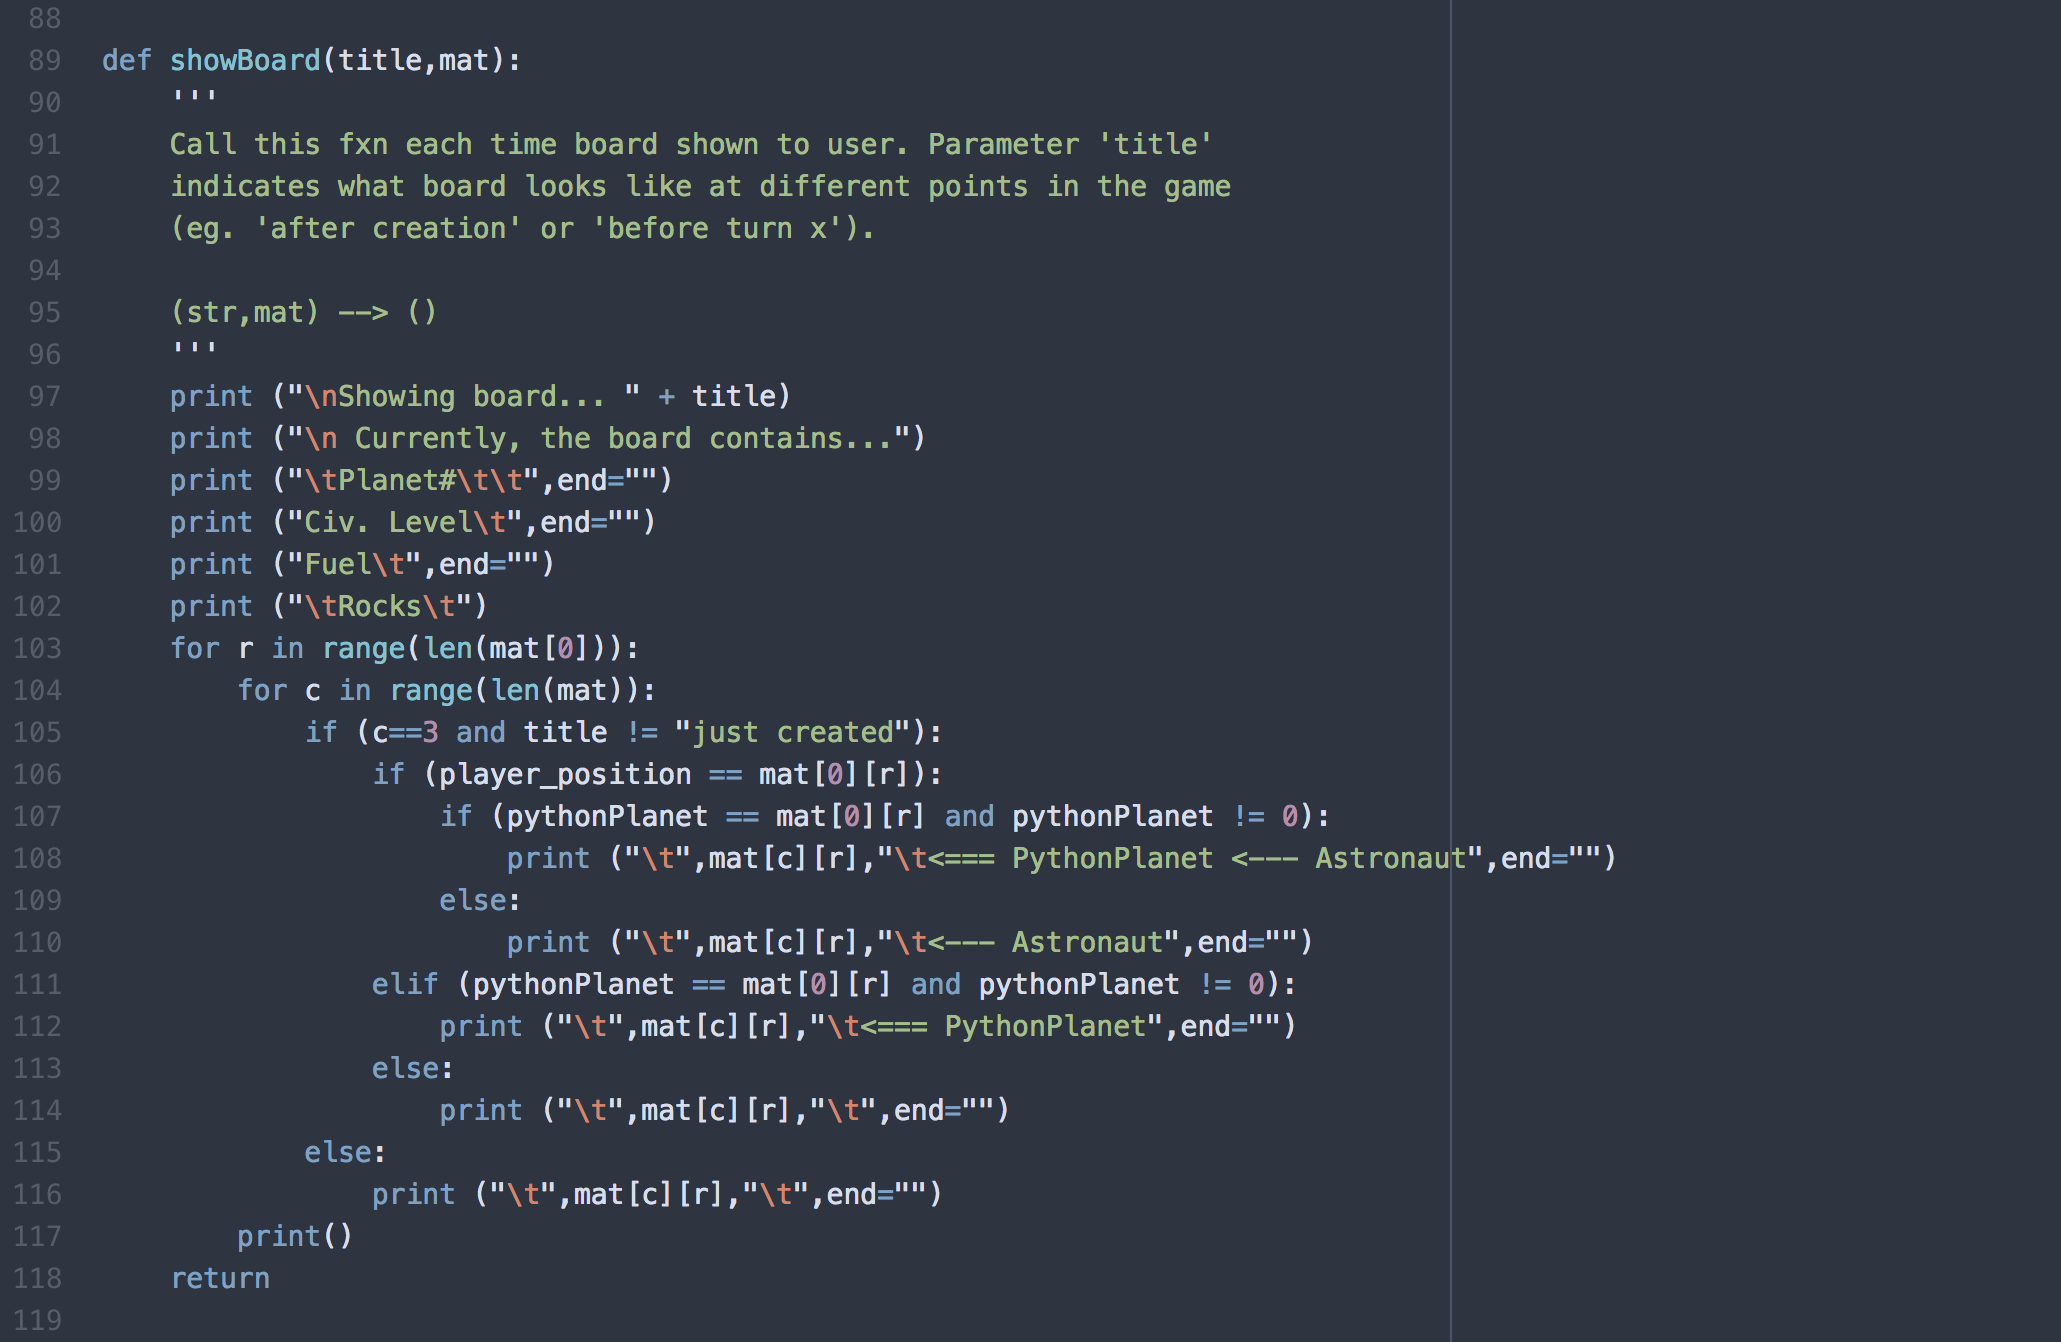 88
89 def showBoard(title,mat):
90     '''
91     Call this fxn each time board shown to user. Parameter 'title'
92     indicates what board looks like at different points in the game
93     (eg. 'after creation' or 'before turn x').
94
95     (str,mat) --> ()
96     '''
97     print ("\nShowing board... " + title)
98     print ("\n Currently, the board contains...")
99     print ("\tPlanet#\t\t",end="")
100     print ("Civ. Level\t",end="")
101     print ("Fuel\t",end="")
102     print ("\tRocks\t")
103     for r in range(len(mat[0])):
104         for c in range(len(mat)):
105             if (c==3 and title != "just created"):
106                 if (player_position == mat[0][r]):
107                     if (pythonPlanet == mat[0][r] and pythonPlanet != 0):
108                         print ("\t",mat[c][r],"\t<=== PythonPlanet <--- Astronaut",end="")
109                     else:
110                         print ("\t",mat[c][r],"\t<--- Astronaut",end="")
111                 elif (pythonPlanet == mat[0][r] and pythonPlanet != 0):
112                     print ("\t",mat[c][r],"\t<=== PythonPlanet",end="")
113                 else:
114                     print ("\t",mat[c][r],"\t",end="")
115             else:
116                 print ("\t",mat[c][r],"\t",end="")
117         print()
118     return
119